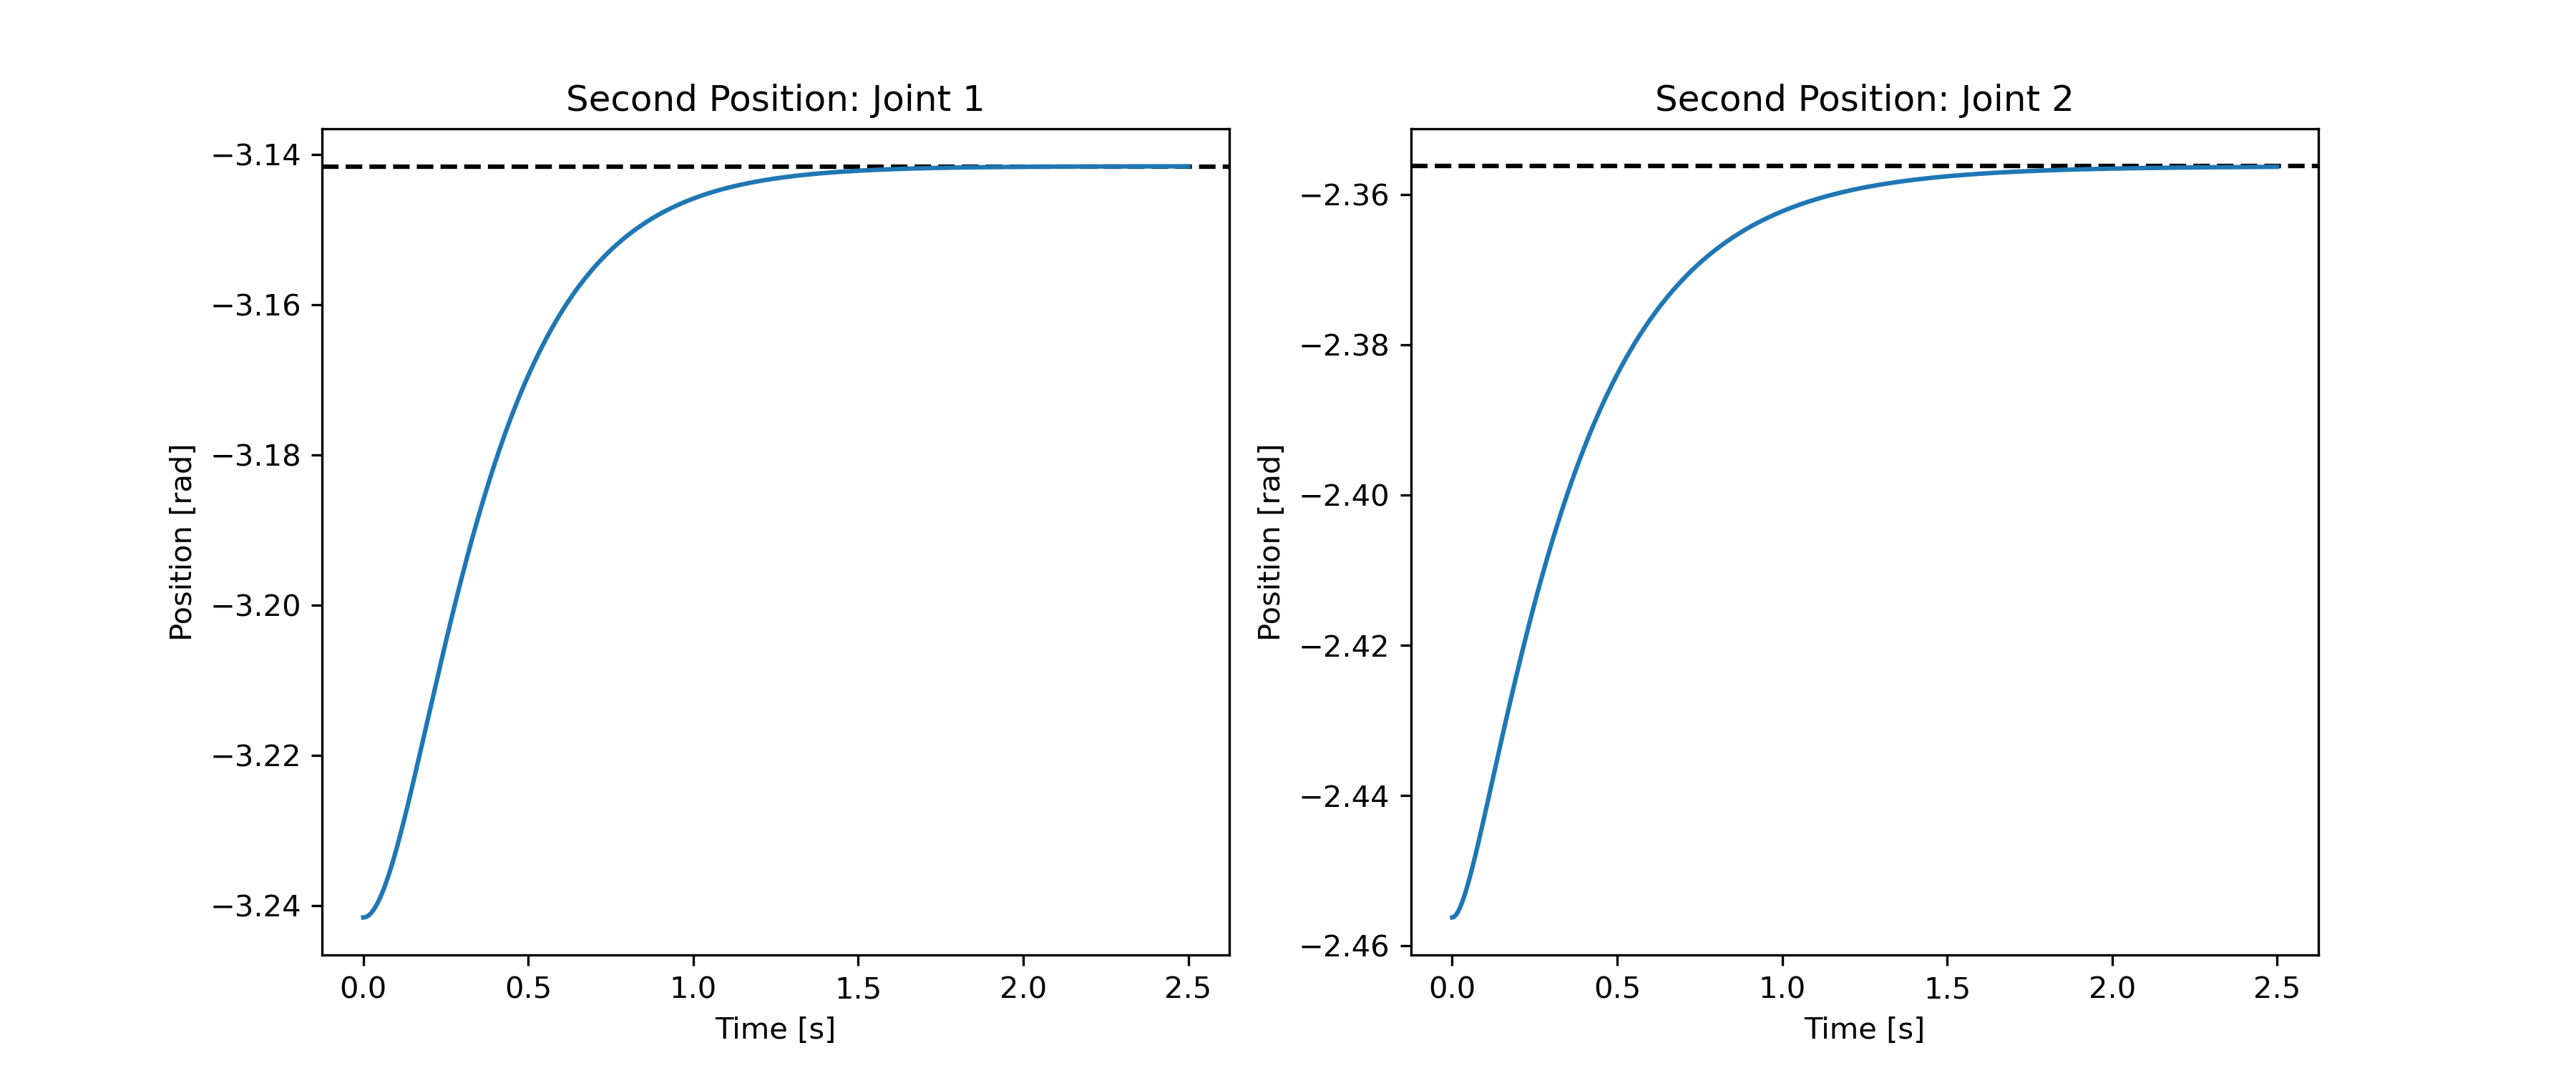 Second Position: Joint 1
Position [rad]
−3.14
−3.16
−3.18
−3.20
−3.22
−3.24
0.0 0.5 1.0 1.5 2.0 2.5
Time [s]
Second Position: Joint 2
Position [rad]
−2.36
−2.38
−2.40
−2.42
−2.44
−2.46
0.0 0.5 1.0 1.5 2.0 2.5
Time [s]